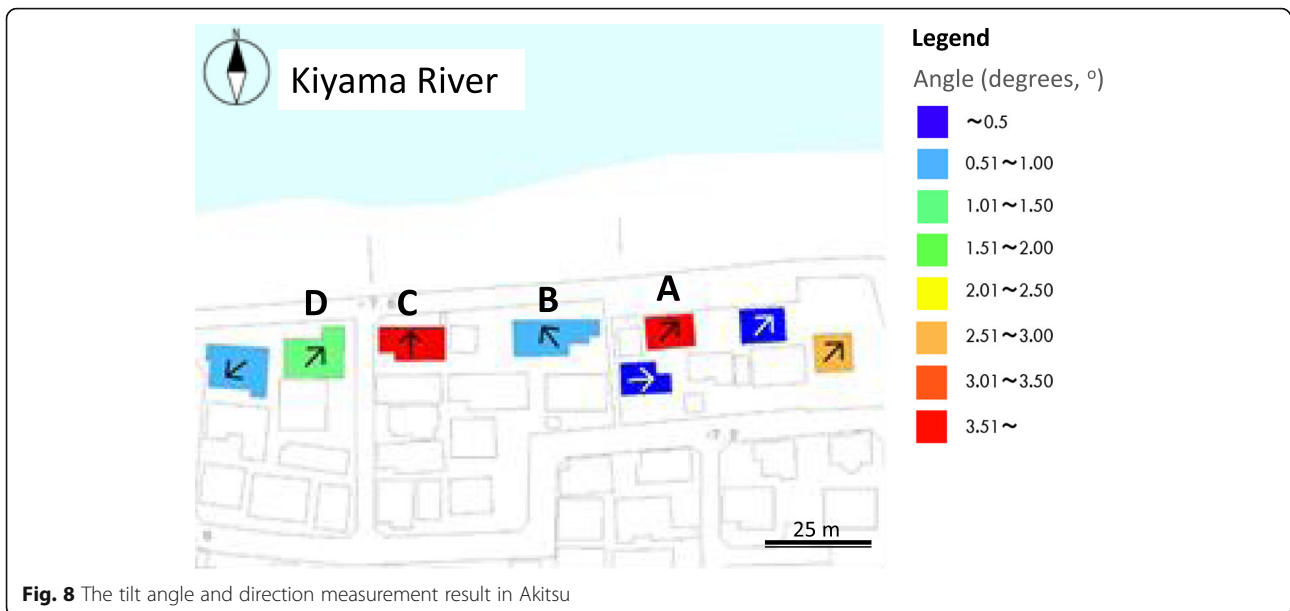 N
Kiyama River
Legend
Angle (degrees, º)
~0.5
0.51~1.00
1.01~1.50
1.51~2.00
2.01~2.50
2.51~3.00
3.01~3.50
3.51~
D
C
B
A
25 m
Fig. 8 The tilt angle and direction measurement result in Akitsu